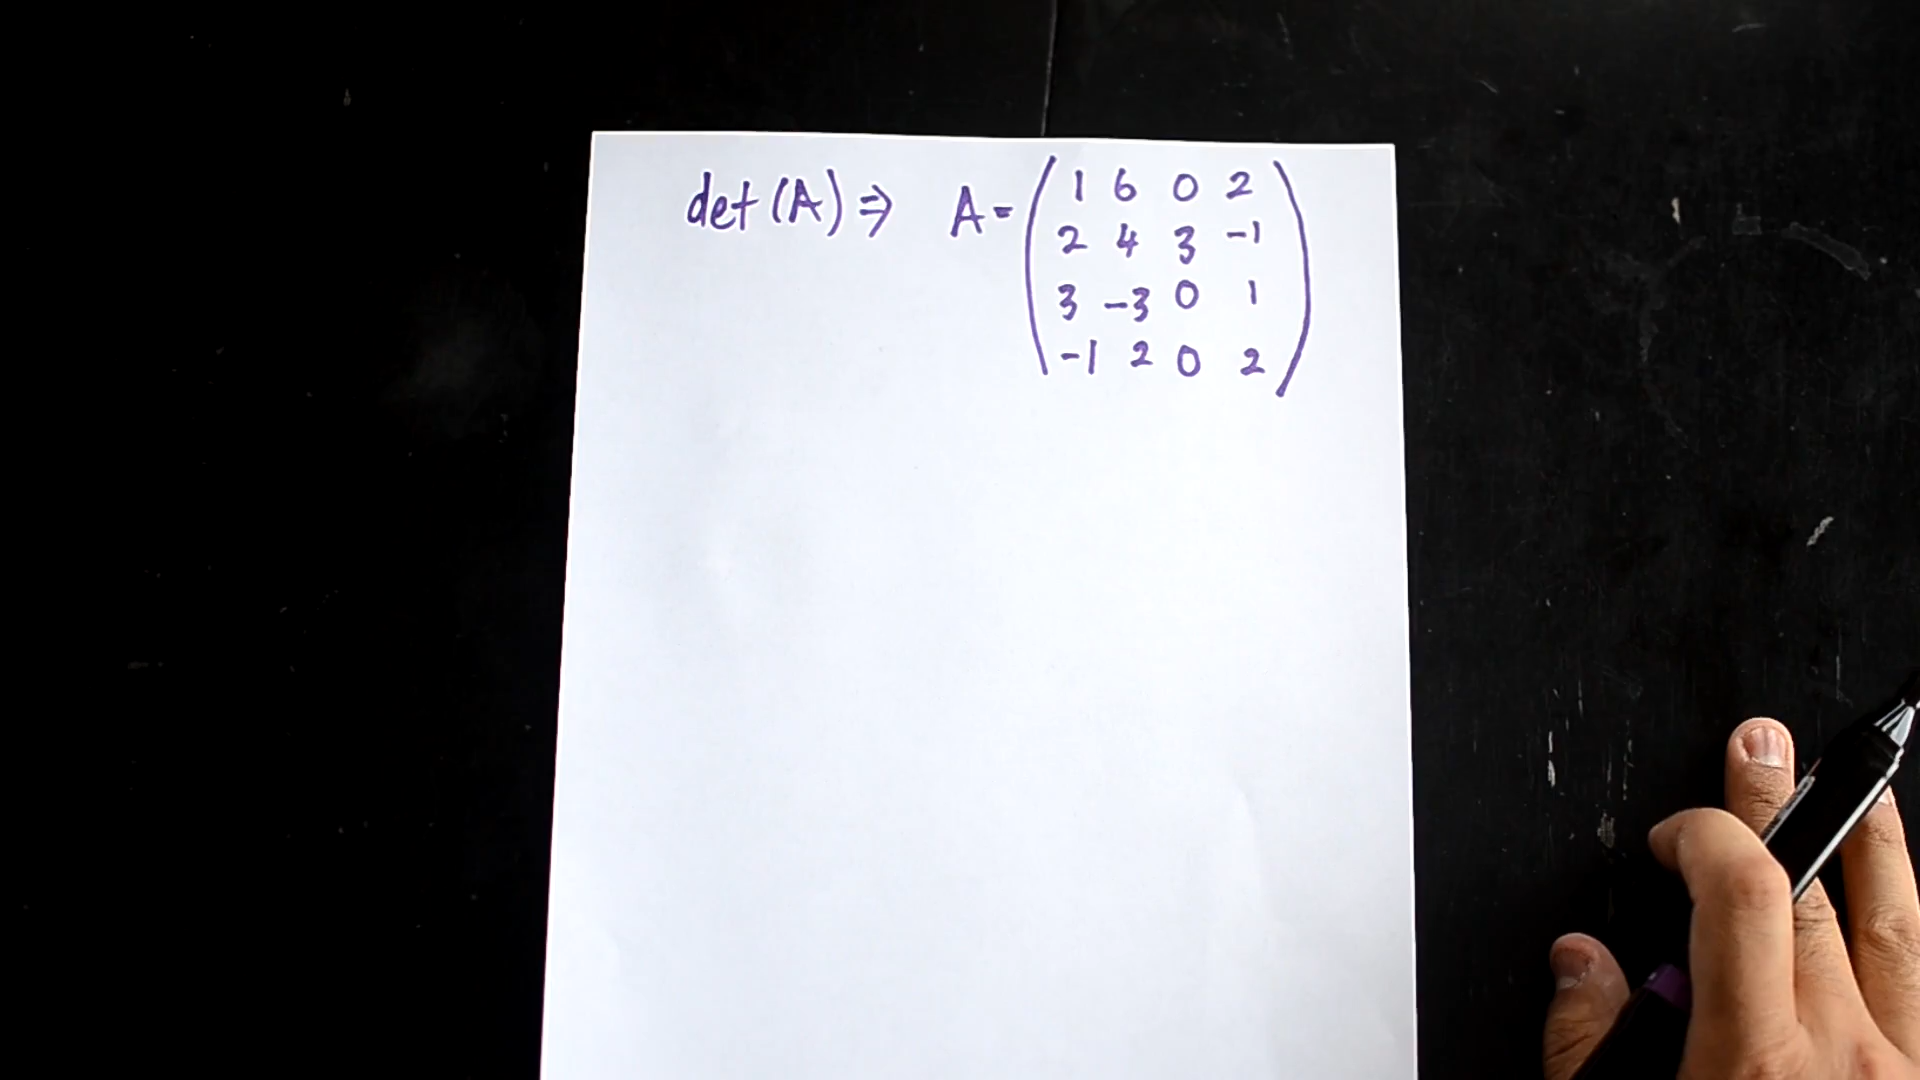 det (A) ⇒ A = ( 1 6 0 2
2 4 3 -1
3 -3 0 1
-1 2 0 2 )